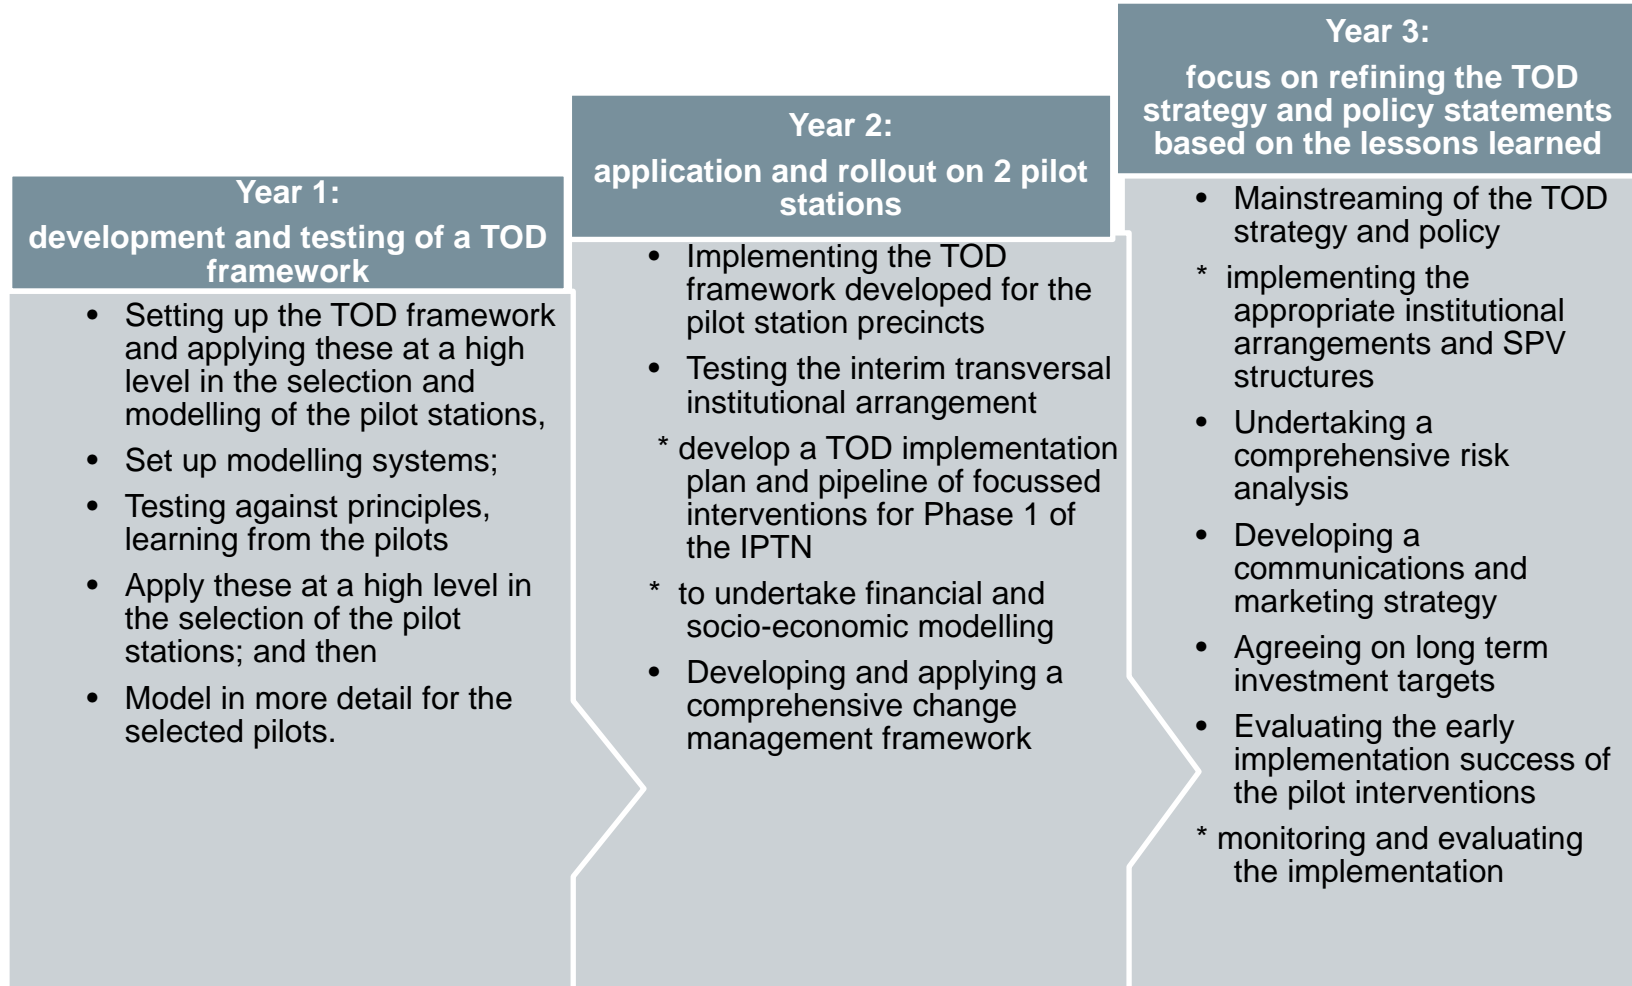 Year 1:
development and testing of a TOD
framework
• Setting up the TOD framework
and applying these at a high
level in the selection and
modelling of the pilot stations,
• Set up modelling systems;
• Testing against principles,
learning from the pilots
• Apply these at a high level in
the selection of the pilot
stations; and then
• Model in more detail for the
selected pilots.
Year 2:
application and rollout on 2 pilot
stations
• Implementing the TOD
framework developed for the
pilot station precincts
• Testing the interim transversal
institutional arrangement
* develop a TOD implementation
plan and pipeline of focussed
interventions for Phase 1 of
the IPTN
* to undertake financial and
socio-economic modelling
• Developing and applying a
comprehensive change
management framework
Year 3:
focus on refining the TOD
strategy and policy statements
based on the lessons learned
• Mainstreaming of the TOD
strategy and policy
* implementing the
appropriate institutional
arrangements and SPV
structures
• Undertaking a
comprehensive risk
analysis
• Developing a
communications and
marketing strategy
• Agreeing on long term
investment targets
• Evaluating the early
implementation success of
the pilot interventions
* monitoring and evaluating
the implementation